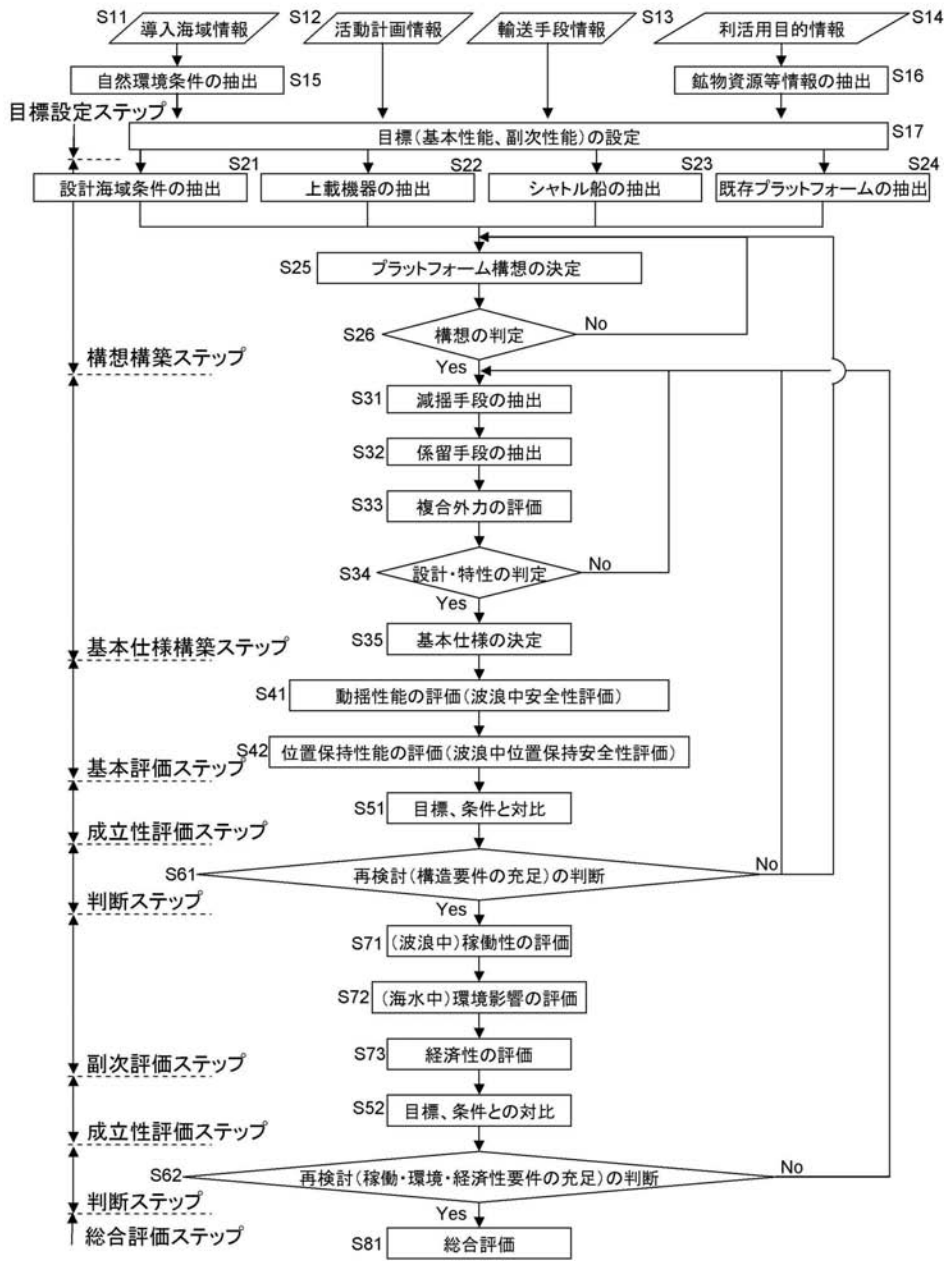 S11 導入海域情報
S12 活動計画情報
S13 輸送手段情報
S14 利活用目的情報
自然環境条件の抽出 S15
鉱物資源等情報の抽出 S16
目標設定ステップ
目標(基本性能、副次性能)の設定 S17
S21 設計海域条件の抽出
S22 上載機器の抽出
S23 シャトル船の抽出
S24 既存プラットフォームの抽出
S25 プラットフォーム構想の決定
S26 構想の判定 No
Yes
構想構築ステップ
S31 減揺手段の抽出
S32 係留手段の抽出
S33 複合外力の評価
S34 設計・特性の判定 No
Yes
S35 基本仕様の決定
基本仕様構築ステップ
S41 動揺性能の評価(波浪中安全性評価)
S42 位置保持性能の評価(波浪中位置保持安全性評価)
基本評価ステップ
S51 目標、条件と対比
成立性評価ステップ
S61 再検討(構造要件の充足)の判断 No
Yes
判断ステップ
S71 (波浪中)稼働性の評価
S72 (海水中)環境影響の評価
S73 経済性の評価
副次評価ステップ
S52 目標、条件との対比
成立性評価ステップ
S62 再検討(稼働・環境・経済性要件の充足)の判断 No
Yes
判断ステップ
S81 総合評価
総合評価ステップ